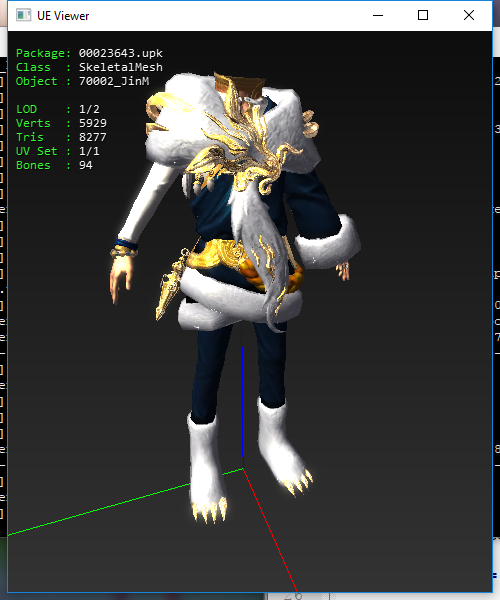 UE Viewer
Package: 00023643.upk
Class  : SkeletalMesh
Object : 70002_JinM
LOD    : 1/2
Verts  : 5929
Tris   : 8277
UV Set : 1/1
Bones  : 94